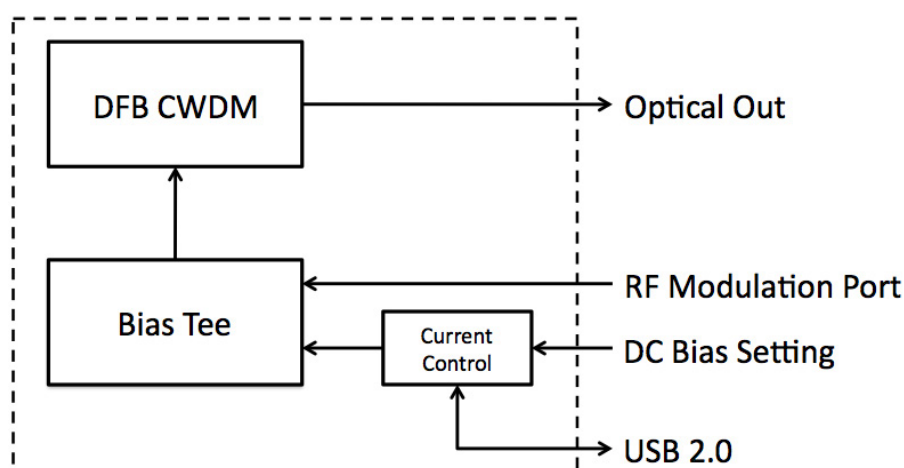 DFB CWDM
Optical Out
Bias Tee
RF Modulation Port
Current
Control
DC Bias Setting
USB 2.0